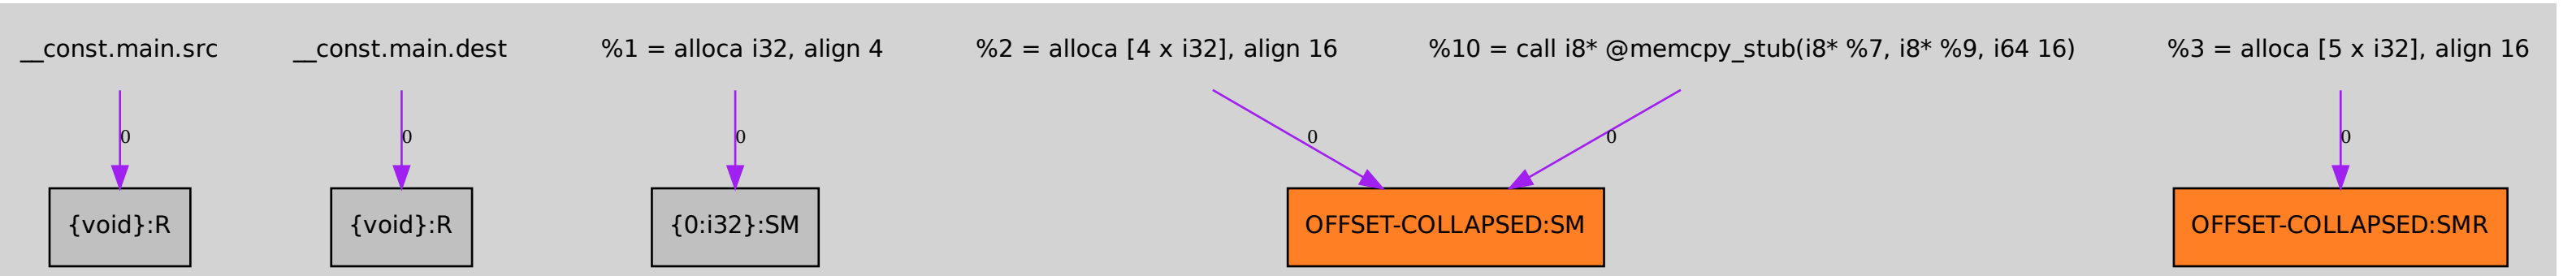 __const.main.src
__const.main.dest
%1 = alloca i32, align 4
%2 = alloca [4 x i32], align 16
%10 = call i8* @memcpy_stub(i8* %7, i8* %9, i64 16)
%3 = alloca [5 x i32], align 16
0
0
0
0
0
0
{void}:R
{void}:R
{0:i32}:SM
OFFSET-COLLAPSED:SM
OFFSET-COLLAPSED:SMR